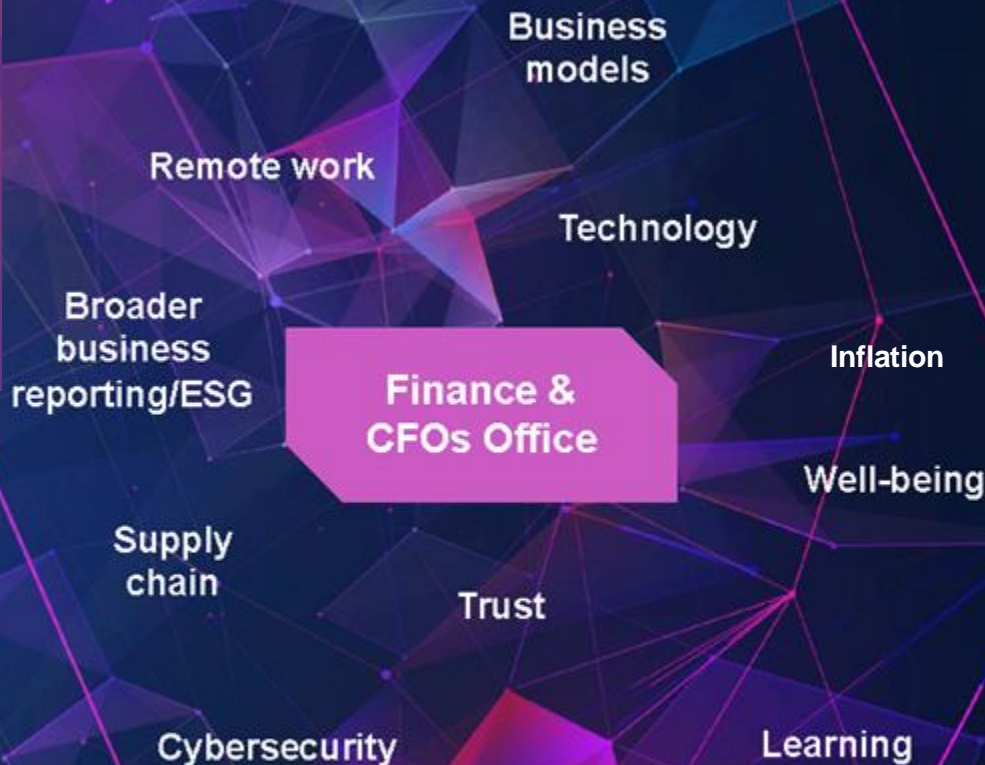 Business
models
Remote work
Technology
Broader
business
reporting/ESG
Inflation
Finance &
CFOs Office
Well-being
Supply
chain
Trust
Cybersecurity
Learning